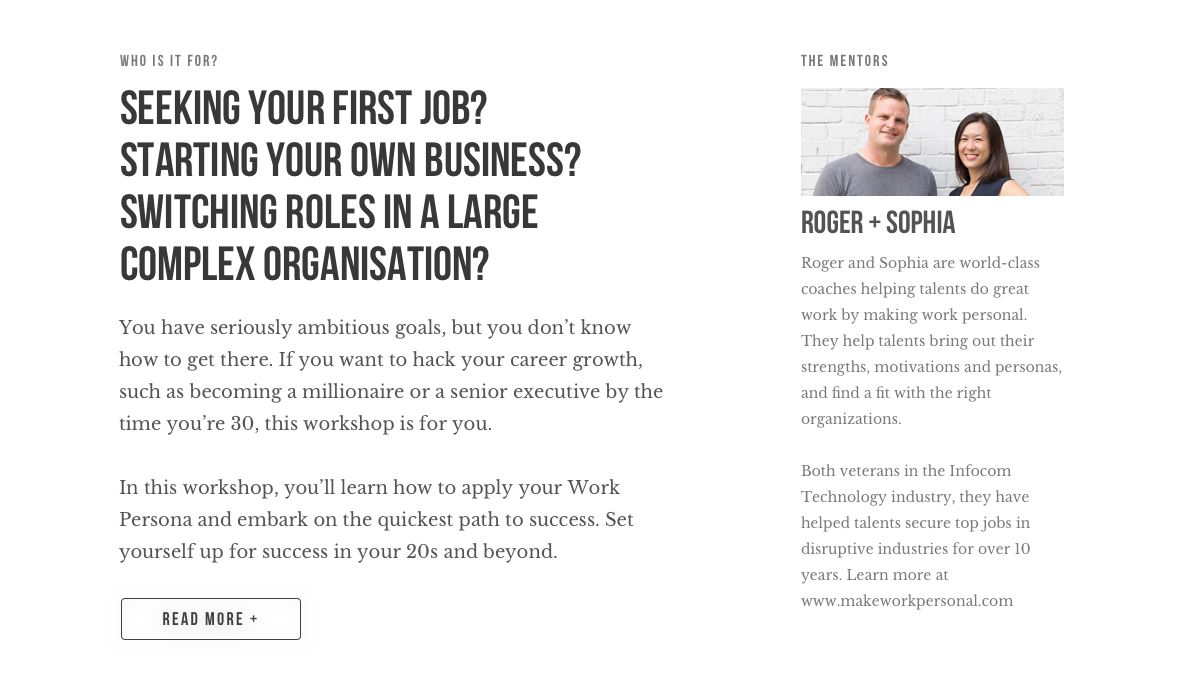 WHO IS IT FOR?
SEEKING YOUR FIRST JOB?
STARTING YOUR OWN BUSINESS?
SWITCHING ROLES IN A LARGE
COMPLEX ORGANISATION?
You have seriously ambitious goals, but you don’t know
how to get there. If you want to hack your career growth,
such as becoming a millionaire or a senior executive by the
time you’re 30, this workshop is for you.
In this workshop, you’ll learn how to apply your Work
Persona and embark on the quickest path to success. Set
yourself up for success in your 20s and beyond.
READ MORE +
THE MENTORS
ROGER + SOPHIA
Roger and Sophia are world-class
coaches helping talents do great
work by making work personal.
They help talents bring out their
strengths, motivations and personas,
and find a fit with the right
organizations.
Both veterans in the Infocom
Technology industry, they have
helped talents secure top jobs in
disruptive industries for over 10
years. Learn more at
www.makeworkpersonal.com